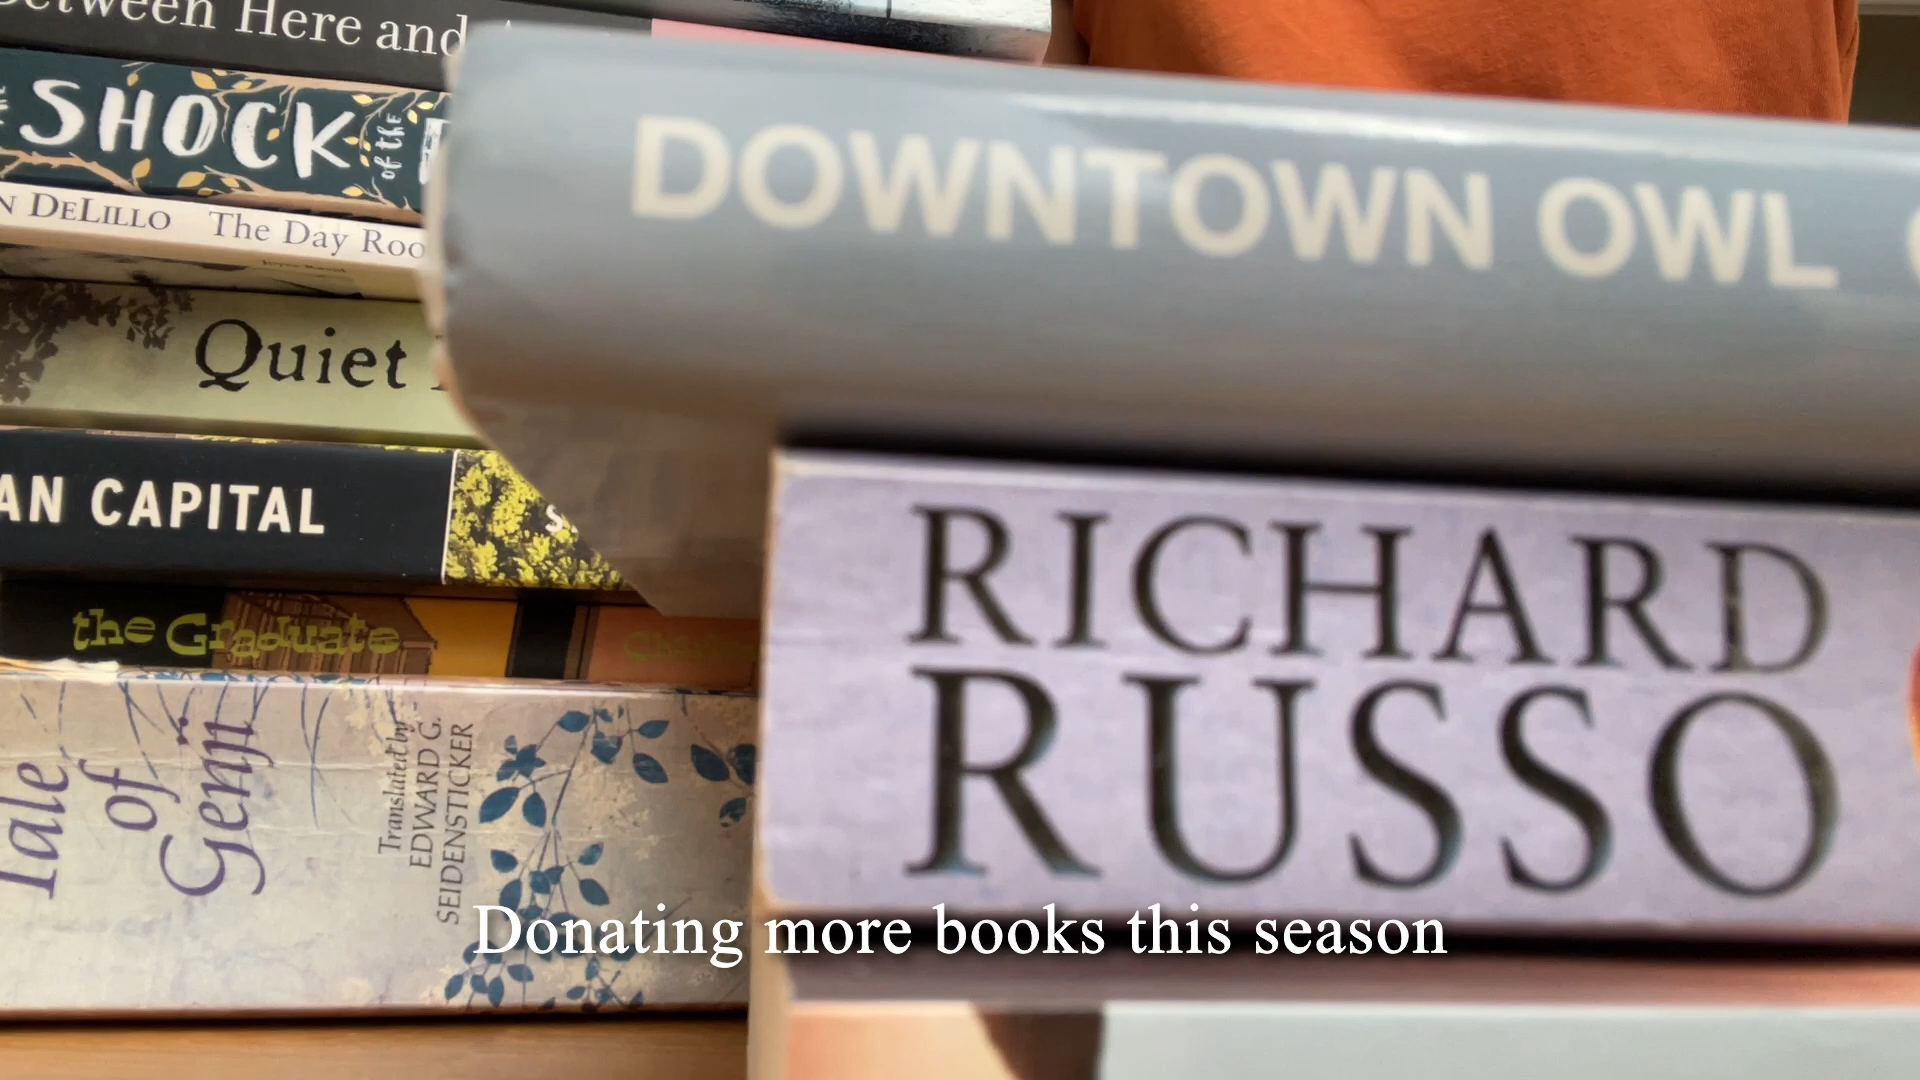 etween Here and
SHOCK of the
N DELILLO The Day Roo
Quiet
AN CAPITAL
the Graduate
Tale
of
Genji
Translated by
EDWARD G.
SEIDENSTICKER
DOWNTOWN OWL
RICHARD
RUSSO
Donating more books this season